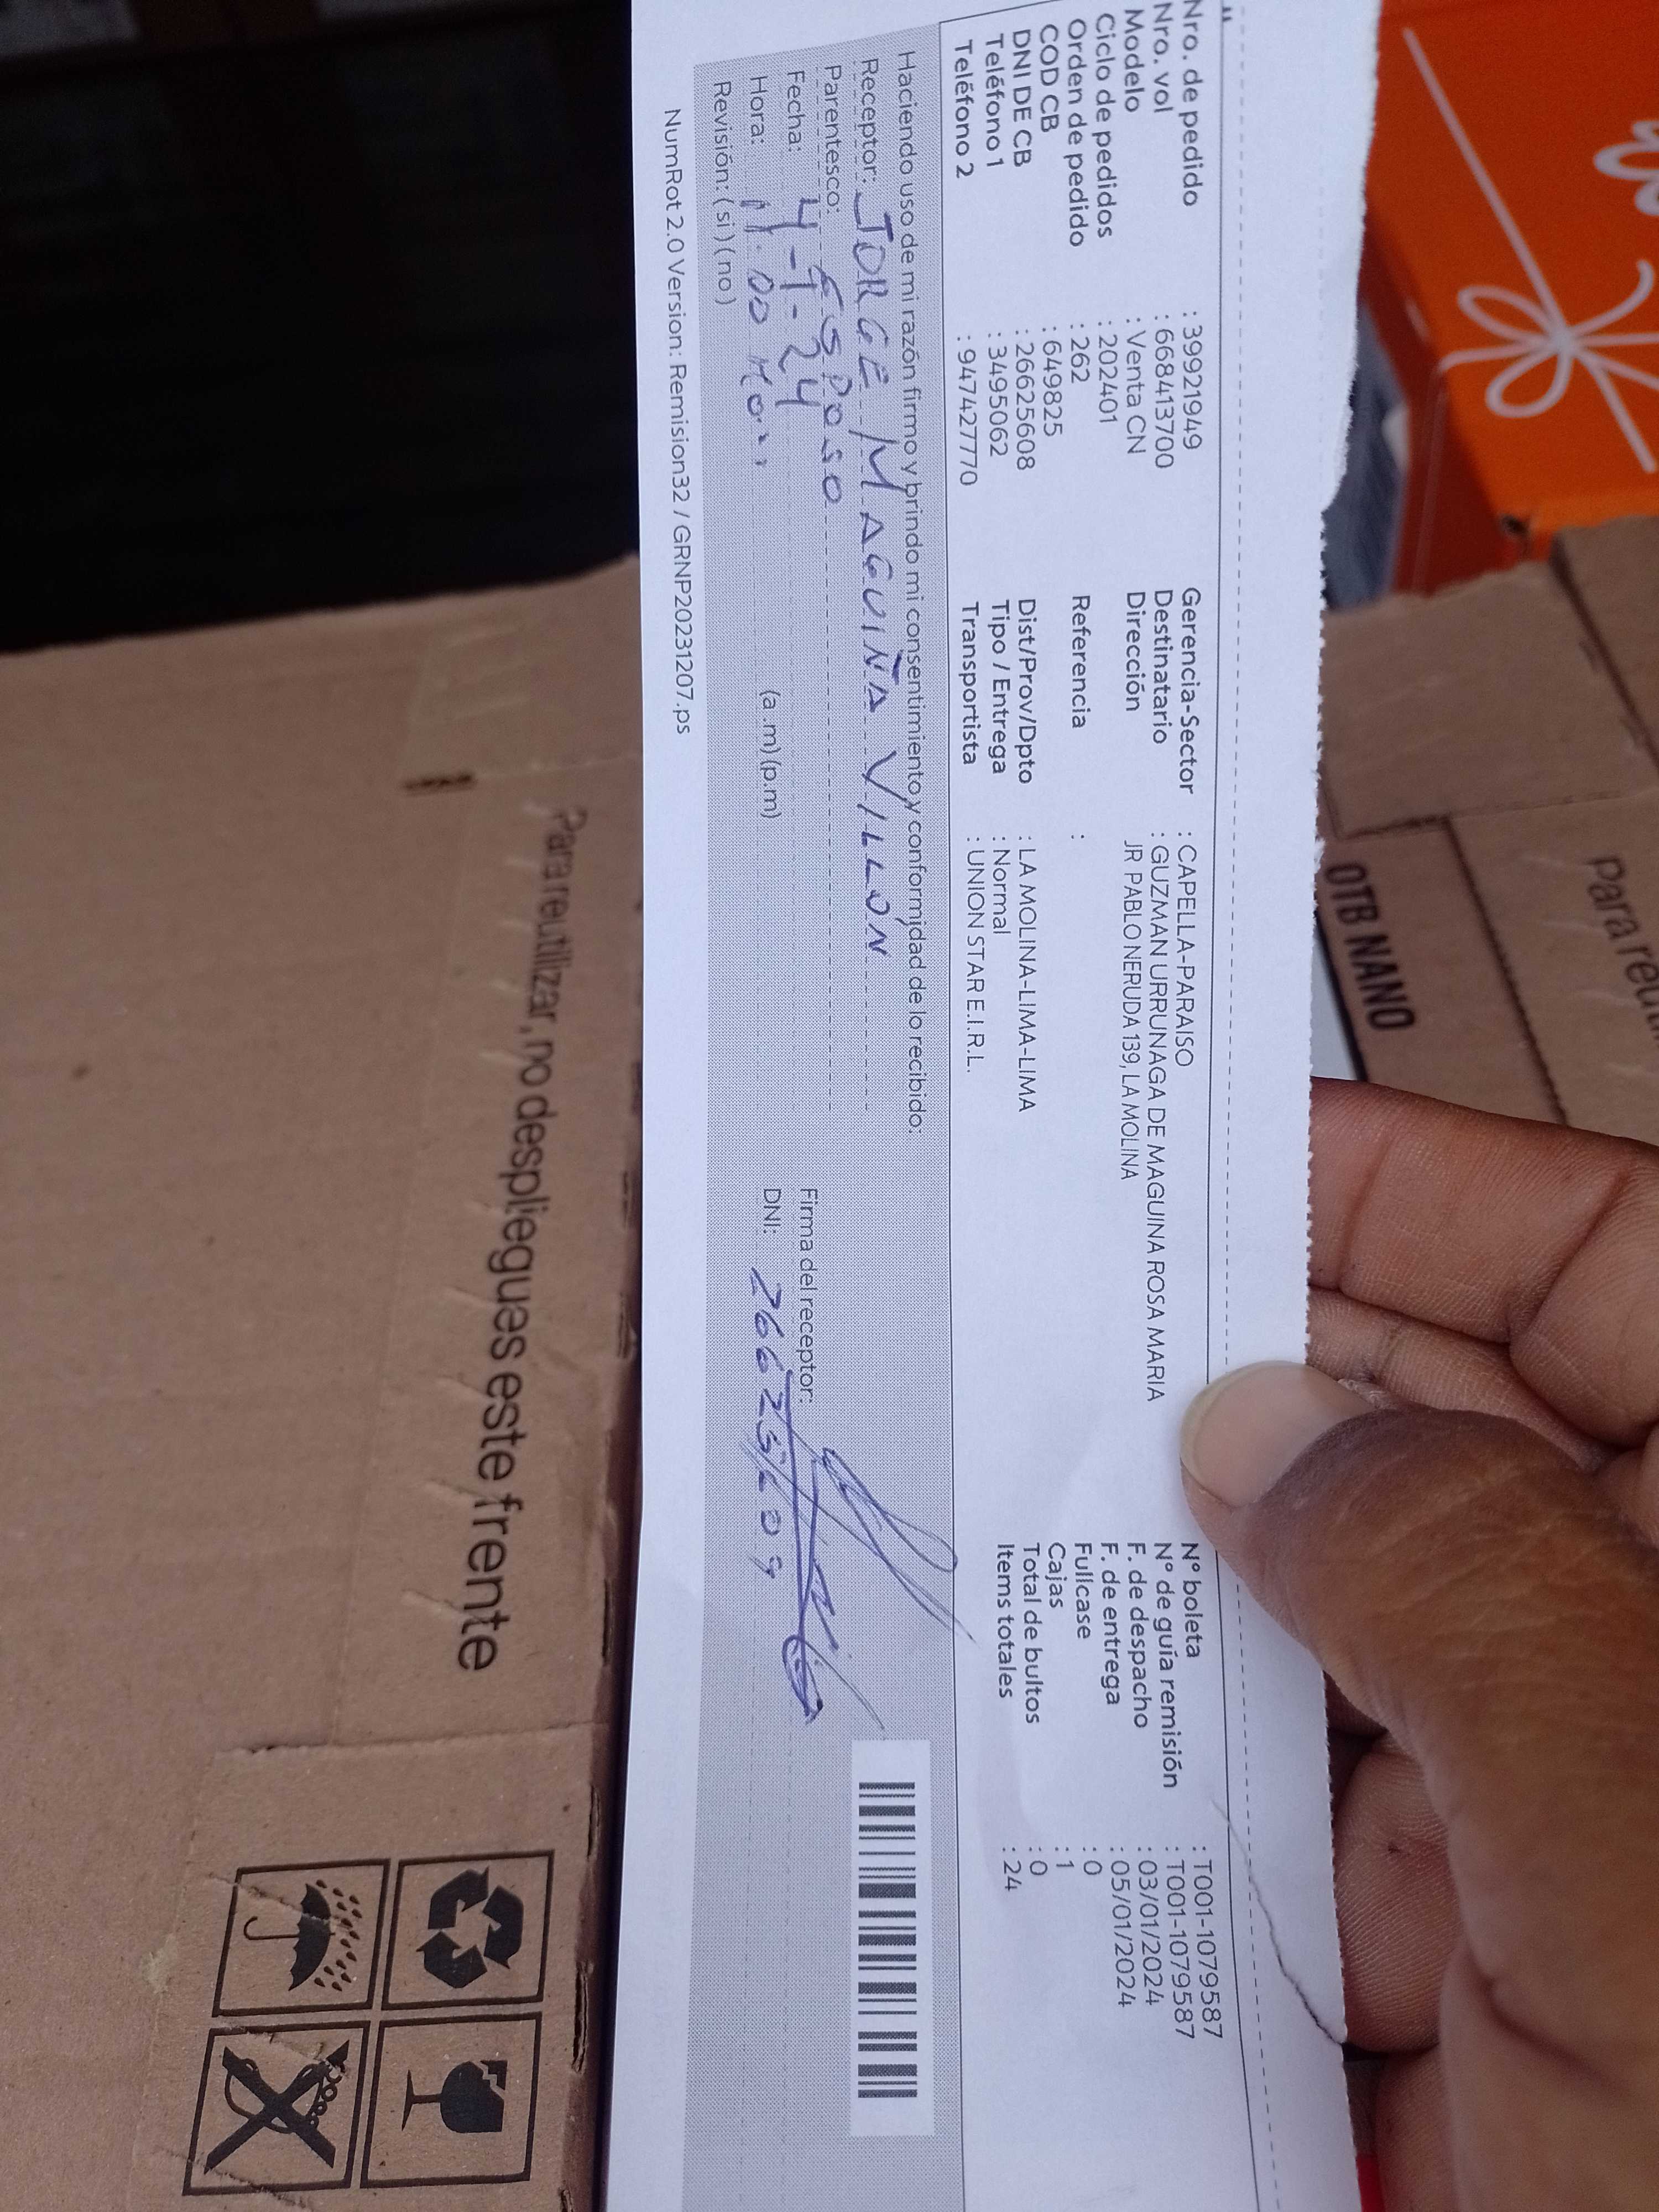 Nro. de pedido : 39921949
Nro. vol : 668413700
Modelo : Venta CN
Ciclo de pedidos : 202401
Orden de pedido : 262
COD CB : 649825
DNI DE CB : 26625608
Teléfono 1 : 3495062
Teléfono 2 : 947427770
Gerencia-Sector : CAPELLA-PARAISO
Destinatario : GUZMAN URRUNAGA DE MAGUINA ROSA MARIA
Dirección JR PABLO NERUDA 139, LA MOLINA
Referencia :
Dist/Prov/Dpto : LA MOLINA-LIMA-LIMA
Tipo / Entrega : Normal
Transportista : UNION STAR E.I.R.L.
N° boleta : T001-1079587
N° de guía remisión : T001-1079587
F. de despacho : 03/01/2024
F. de entrega : 05/01/2024
Fullcase : 0
Cajas : 1
Total de bultos : 0
Items totales : 24
Haciendo uso de mi razón firmo y brindo mi consentimiento y conformidad de lo recibido:
Receptor: JORGE MAGUIÑA VILLON
Parentesco: ESPOSO
Fecha: 4-1-24
Hora: 11:00 (a.m) (p.m)
Revisión: (si) (no)
Firma del receptor:
DNI:
NumRot 2.0 Version: Remision32 / GRNP20231207.ps
Para reutilizar, no despliegues este frente
OTB NANO
para reuti